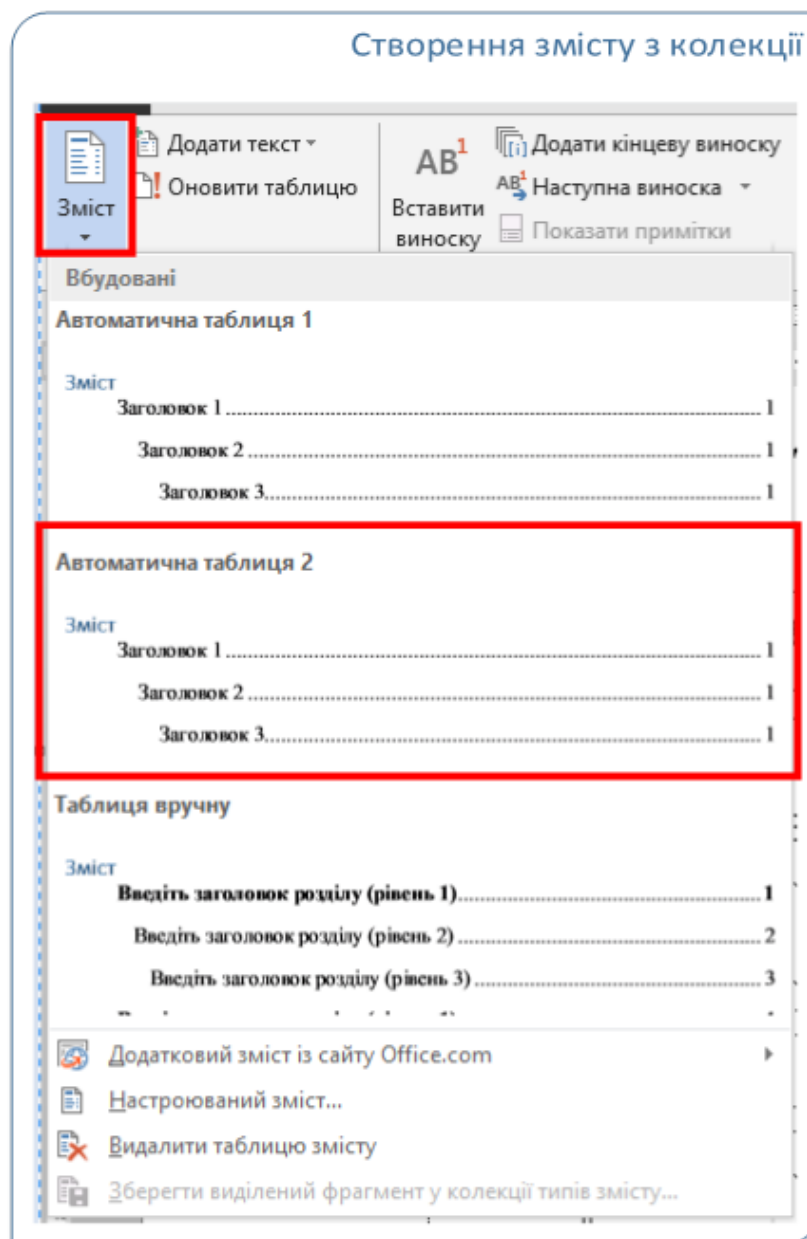 Створення змісту з колекції
Зміст
Додати текст
Оновити таблицю
AB1
Вставити
виноску
[i] Додати кінцеву виноску
AB1 Наступна виноска
Показати примітки
Вбудовані
Автоматична таблиця 1
Зміст
Заголовок 1 ........ 1
Заголовок 2 ........ 1
Заголовок 3 ........ 1
Автоматична таблиця 2
Зміст
Заголовок 1 ........ 1
Заголовок 2 ........ 1
Заголовок 3 ........ 1
Таблиця вручну
Зміст
Введіть заголовок розділу (рівень 1) ........ 1
Введіть заголовок розділу (рівень 2) ........ 2
Введіть заголовок розділу (рівень 3) ........ 3
Додатковий зміст із сайту Office.com
Настроюваний зміст...
Видалити таблицю змісту
Зберегти виділений фрагмент у колекції типів змісту...